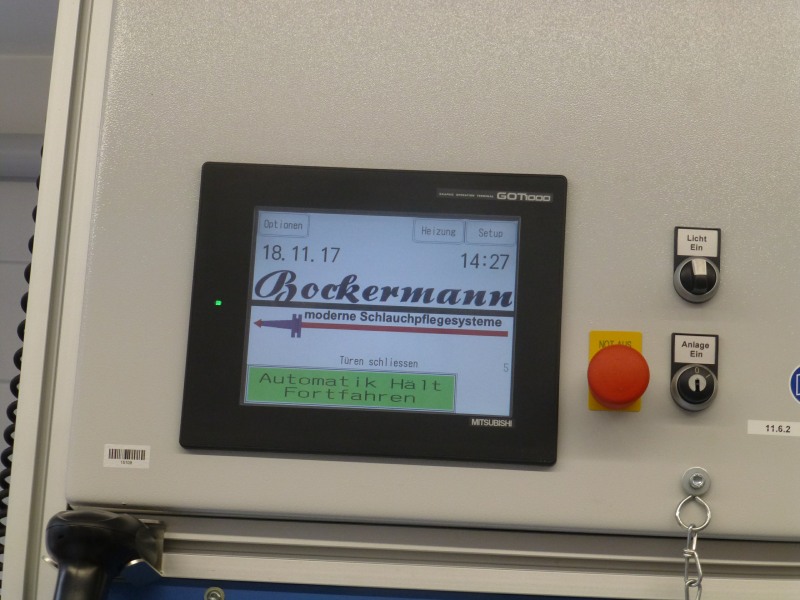 GOT1000
Optionen
Heizung
Setup
18.11.17
14:27
Bockermann
moderne Schlauchpflegesysteme
Türen schliessen
5
Automatik Hält
Fortfahren
MITSUBISHI
Licht
Ein
NOT AUS
Anlage
Ein
11.6.2